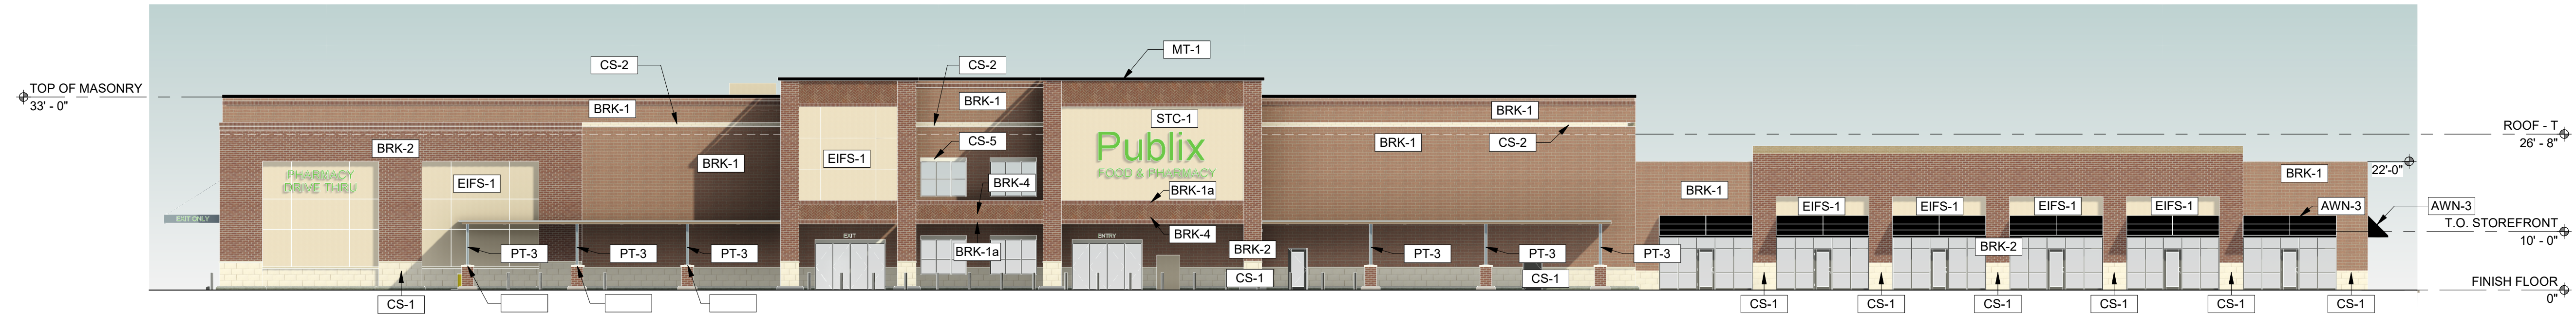 MT-1
CS-2
CS-2
TOP OF MASONRY
33' - 0"
BRK-1
BRK-1
BRK-1
STC-1
ROOF - T
26' - 8"
CS-5
BRK-1
CS-2
Publix
FOOD & PHARMACY
BRK-2
BRK-1
EIFS-1
22'-0"
PHARMACY
DRIVE THRU
EIFS-1
BRK-4
BRK-1a
BRK-1
BRK-1
EIFS-1
EIFS-1
EIFS-1
EIFS-1
AWN-3
AWN-3
EXIT ONLY
T.O. STOREFRONT
10' - 0"
EXIT
ENTRY
BRK-4
BRK-2
BRK-2
PT-3
PT-3
PT-3
BRK-1a
PT-3
PT-3
PT-3
CS-1
CS-1
FINISH FLOOR
0"
CS-1
CS-1
CS-1
CS-1
CS-1
CS-1
CS-1